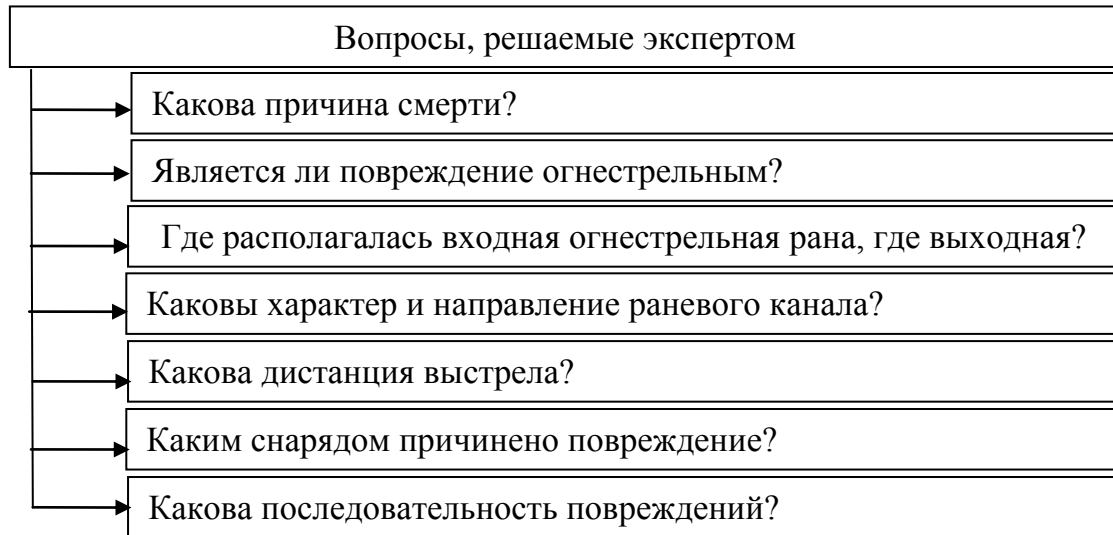 Вопросы, решаемые экспертом
Какова причина смерти?
Является ли повреждение огнестрельным?
Где располагалась входная огнестрельная рана, где выходная?
Каковы характер и направление раневого канала?
Какова дистанция выстрела?
Каким снарядом причинено повреждение?
Какова последовательность повреждений?